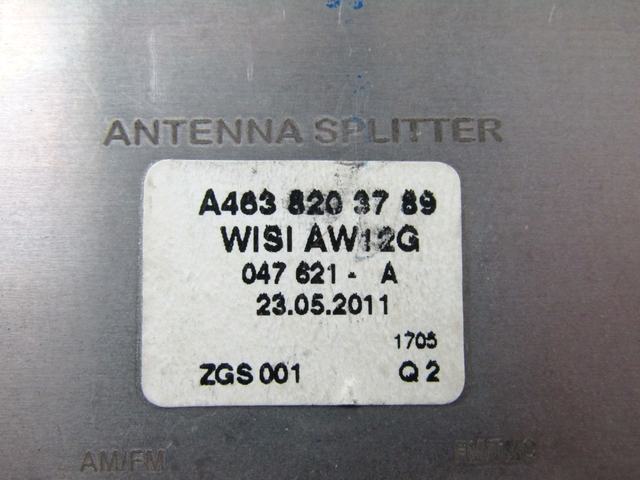 ANTENNA SPLITTER
A463 820 37 89
WISI AW12G
047 621 - A
23.05.2011
1705
ZGS 001 Q 2
AM/FM